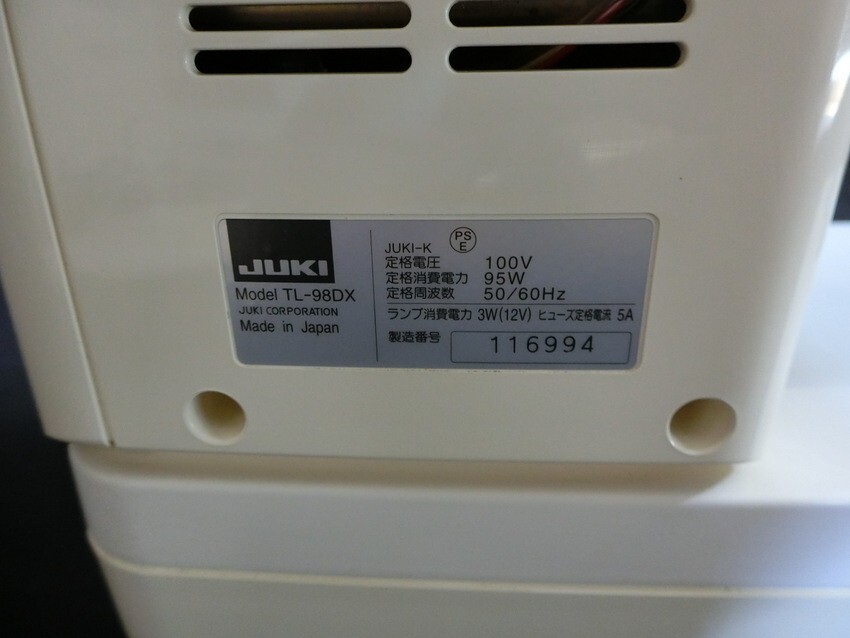 JUKI
Model TL-98DX
JUKI CORPORATION
Made in Japan
JUKI-K
PS
E
定格電圧 100V
定格消費電力 95W
定格周波数 50/60Hz
ランプ消費電力 3W(12V) ヒューズ定格電流 5A
製造番号 116994